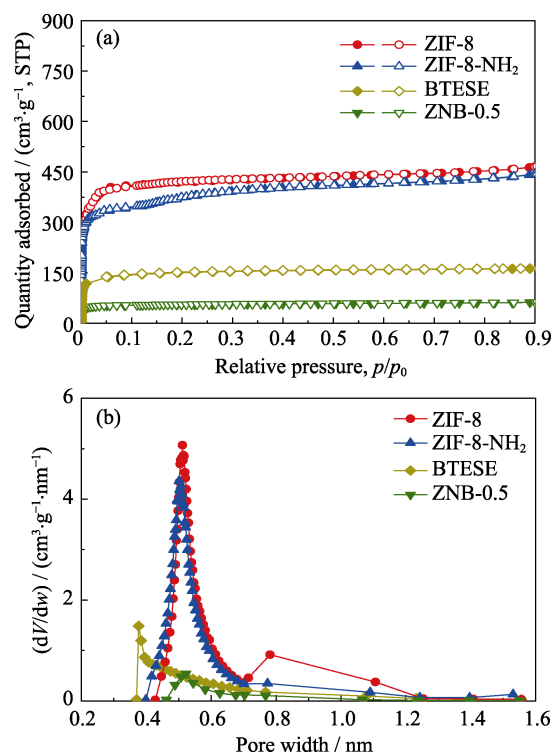 (a)
ZIF-8
ZIF-8-NH₂
BTESE
ZNB-0.5
Quantity adsorbed / (cm³·g⁻¹, STP)
900
750
600
450
300
150
0
0 0.1 0.2 0.3 0.4 0.5 0.6 0.7 0.8 0.9
Relative pressure, p/p₀
(b)
ZIF-8
ZIF-8-NH₂
BTESE
ZNB-0.5
(dV/dw) / (cm³·g⁻¹·nm⁻¹)
6
4
2
0
0.2 0.4 0.6 0.8 1.0 1.2 1.4 1.6
Pore width / nm